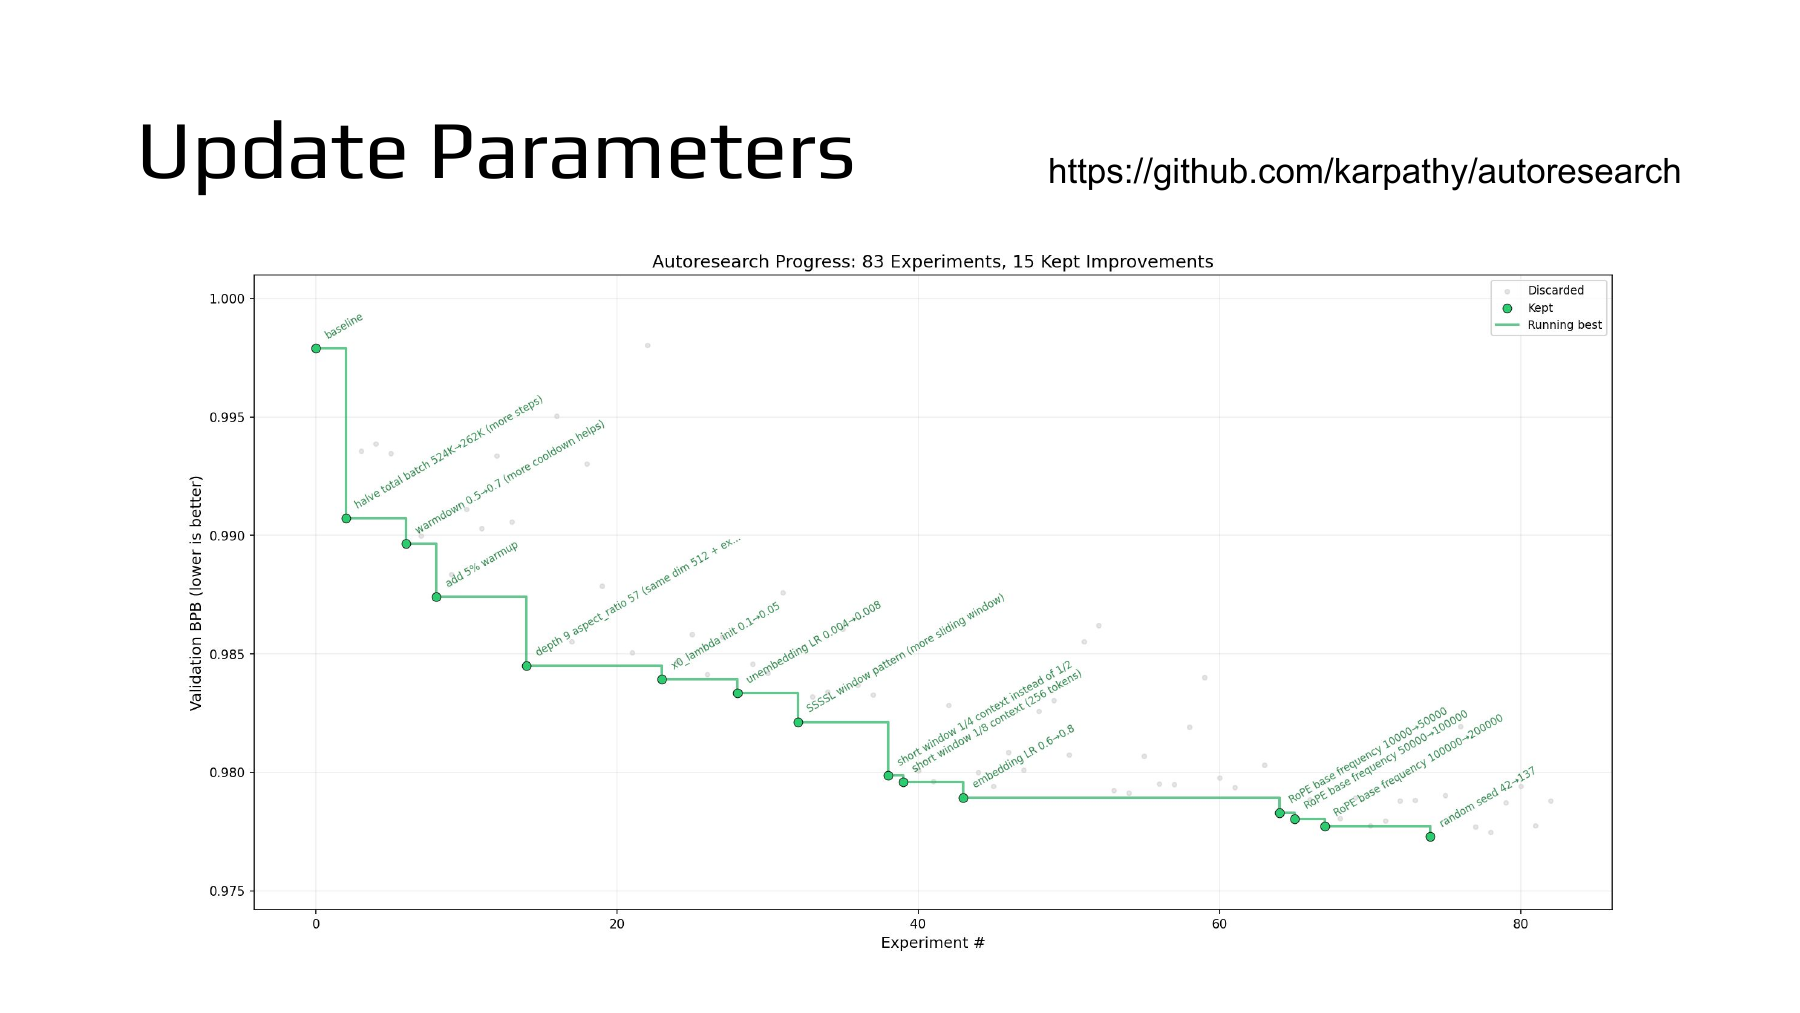 Update Parameters
https://github.com/karpathy/autoresearch
Autoresearch Progress: 83 Experiments, 15 Kept Improvements
Discarded
Kept
Running best
Validation BPB (lower is better)
1.000
0.995
0.990
0.985
0.980
0.975
baseline
halve total batch 524K→262K (more steps)
warmdown 0.5→0.7 (more cooldown helps)
add 5% warmup
depth 9 aspect_ratio 57 (same dim 512 + ex...
x0_lambda init 0.1→0.05
unembedding LR 0.004→0.008
SSSSL window pattern (more sliding window)
short window 1/4 context instead of 1/2
short window 1/8 context (256 tokens)
embedding LR 0.6→0.8
RoPE base frequency 10000→50000
RoPE base frequency 50000→100000
RoPE base frequency 100000→200000
random seed 42→137
0
20
40
60
80
Experiment #